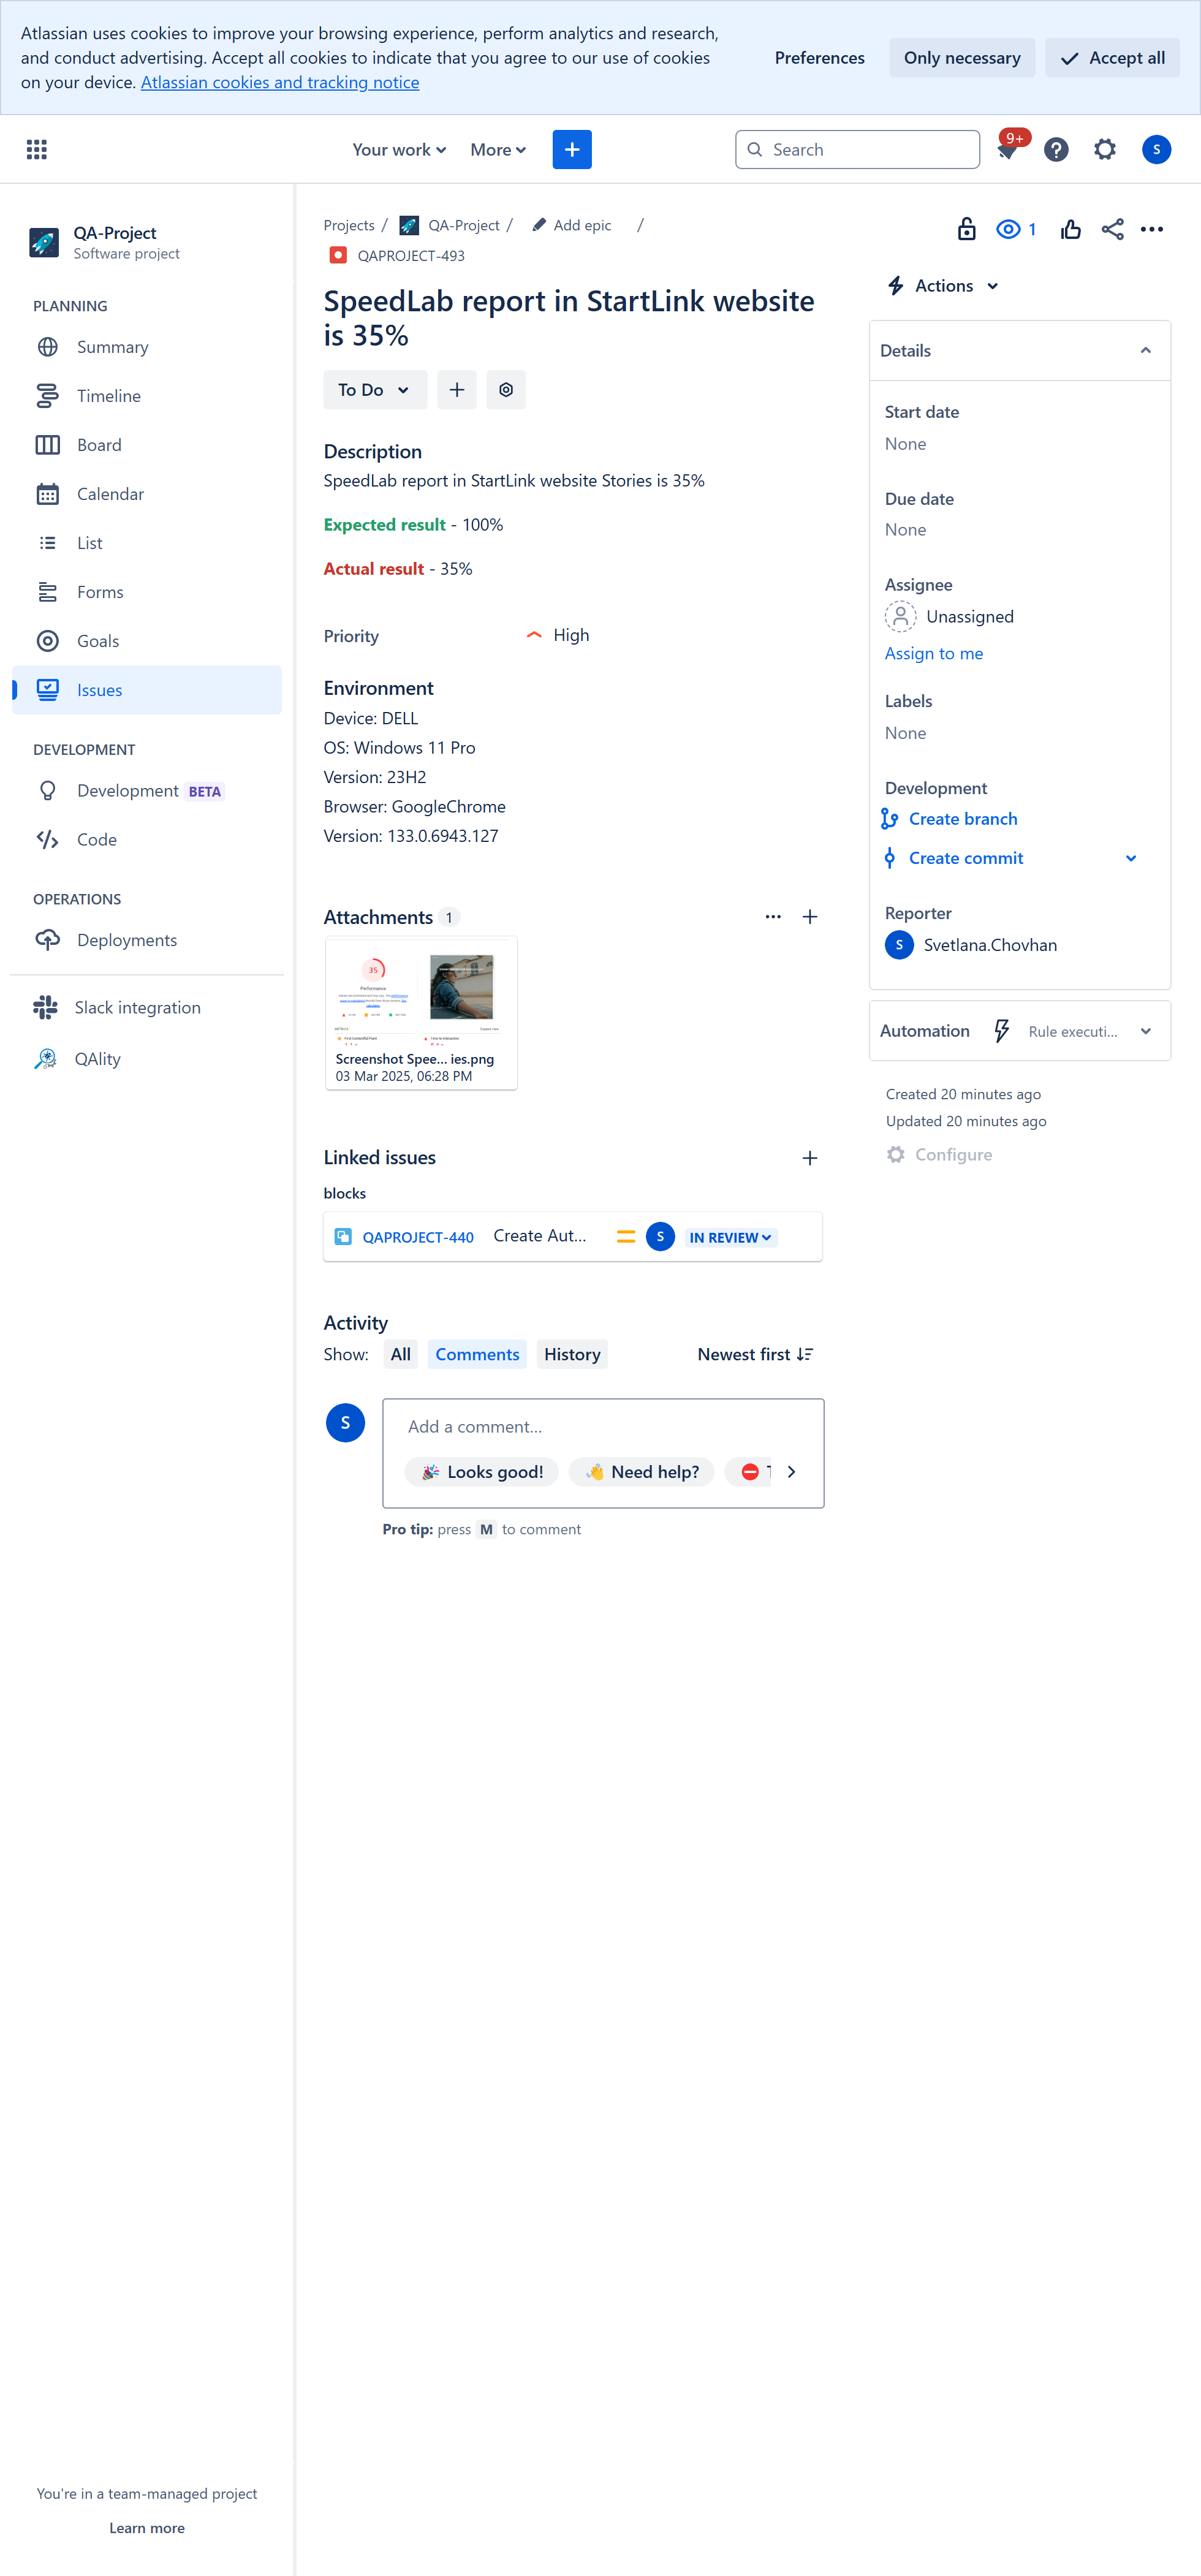 Atlassian uses cookies to improve your browsing experience, perform analytics and research,
and conduct advertising. Accept all cookies to indicate that you agree to our use of cookies
on your device. Atlassian cookies and tracking notice
Preferences
Only necessary
Accept all
Your work
More
Search
9+
S
QA-Project
Software project
PLANNING
Summary
Timeline
Board
Calendar
List
Forms
Goals
Issues
DEVELOPMENT
Development BETA
Code
OPERATIONS
Deployments
Slack integration
QAlity
You're in a team-managed project
Learn more
Projects / QA-Project / Add epic /
QAPROJECT-493
SpeedLab report in StartLink website
is 35%
To Do
Description
SpeedLab report in StartLink website Stories is 35%
Expected result - 100%
Actual result - 35%
Priority
High
Environment
Device: DELL
OS: Windows 11 Pro
Version: 23H2
Browser: GoogleChrome
Version: 133.0.6943.127
Attachments 1
35
Performance
Screenshot Spee... ies.png
03 Mar 2025, 06:28 PM
Linked issues
blocks
QAPROJECT-440 Create Aut... S IN REVIEW
Activity
Show: All Comments History Newest first
S
Add a comment...
Looks good!
Need help?
Pro tip: press M to comment
1
Actions
Details
Start date
None
Due date
None
Assignee
Unassigned
Assign to me
Labels
None
Development
Create branch
Create commit
Reporter
S Svetlana.Chovhan
Automation Rule executi...
Created 20 minutes ago
Updated 20 minutes ago
Configure